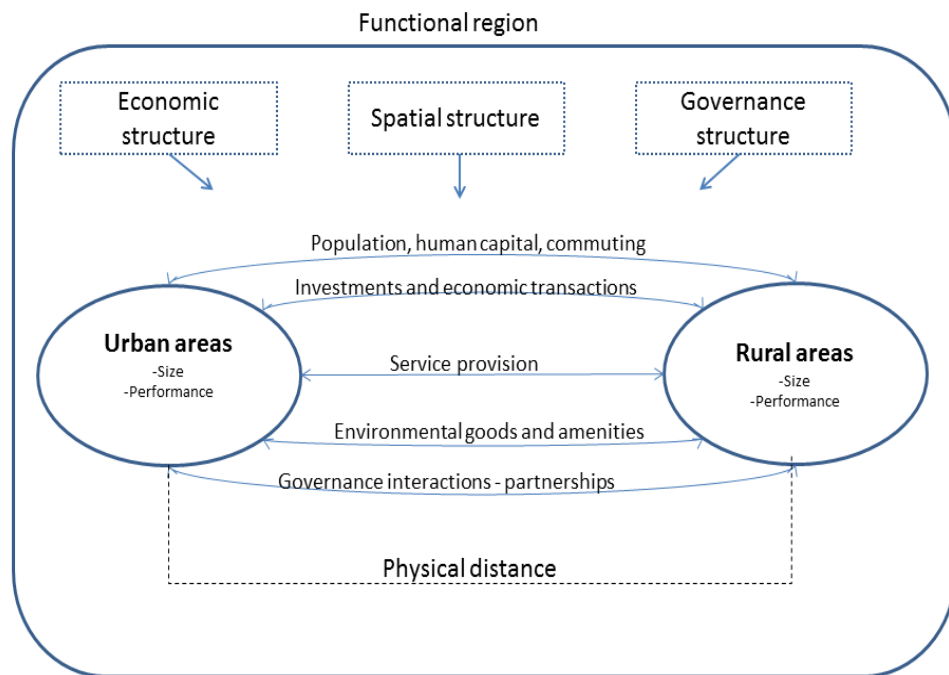 Functional region
Economic
structure
Spatial structure
Governance
structure
Population, human capital, commuting
Investments and economic transactions
Urban areas
-Size
-Performance
Service provision
Rural areas
-Size
-Performance
Environmental goods and amenities
Governance interactions - partnerships
Physical distance